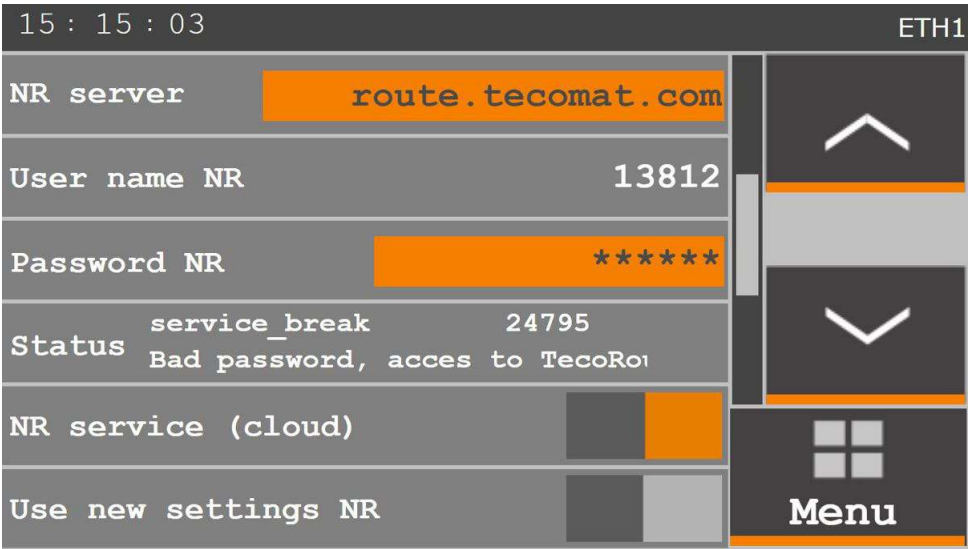 15 : 15 : 03
ETH1
NR server route.tecomat.com
User name NR 13812
Password NR ******
Status service_break 24795
Bad password, acces to TecoRou
NR service (cloud)
Use new settings NR
Menu